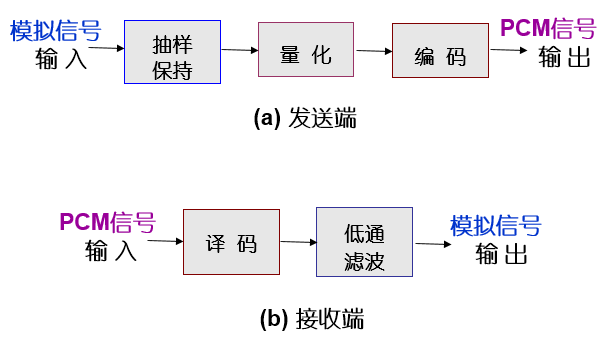 模拟信号
输入
抽样
保持
量化
编码
PCM信号
输出
(a) 发送端
PCM信号
输入
译码
低通
滤波
模拟信号
输出
(b) 接收端